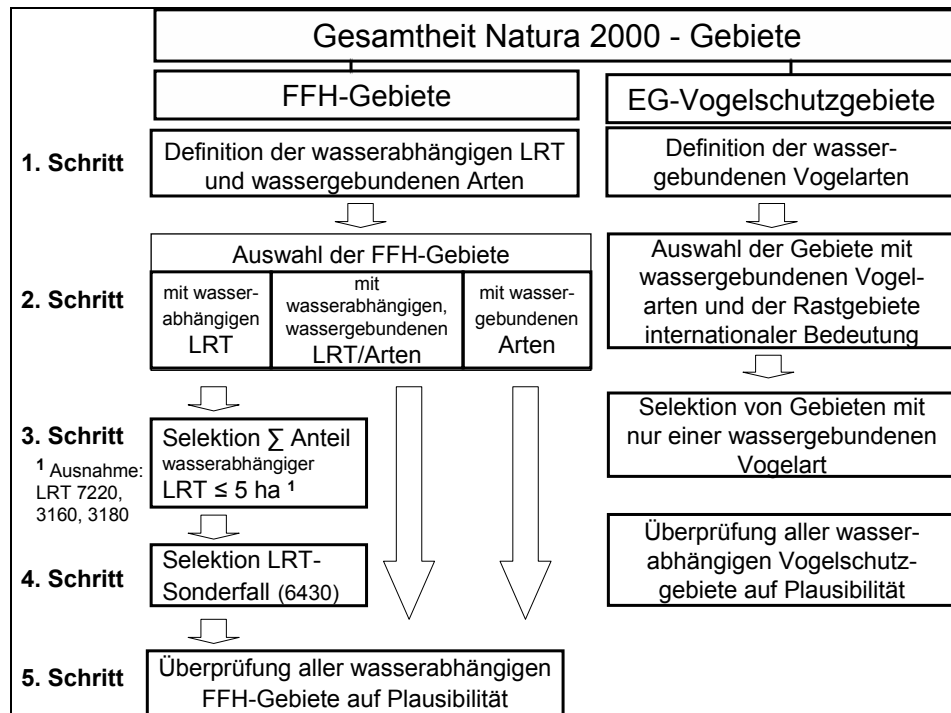 Gesamtheit Natura 2000 - Gebiete
FFH-Gebiete
EG-Vogelschutzgebiete
1. Schritt
Definition der wasserabhängigen LRT
und wassergebundenen Arten
Definition der wasser-
gebundenen Vogelarten
2. Schritt
Auswahl der FFH-Gebiete
mit wasser-
abhängigen
LRT
mit
wasserabhängigen,
wassergebundenen
LRT/Arten
mit wasser-
gebundenen
Arten
Auswahl der Gebiete mit
wassergebundenen Vogel-
arten und der Rastgebiete
internationaler Bedeutung
3. Schritt
1 Ausnahme:
LRT 7220,
3160, 3180
Selektion ∑ Anteil
wasserabhängiger
LRT ≤ 5 ha 1
Selektion von Gebieten mit
nur einer wassergebundenen
Vogelart
4. Schritt
Selektion LRT-
Sonderfall (6430)
Überprüfung aller wasser-
abhängigen Vogelschutz-
gebiete auf Plausibilität
5. Schritt
Überprüfung aller wasserabhängigen
FFH-Gebiete auf Plausibilität